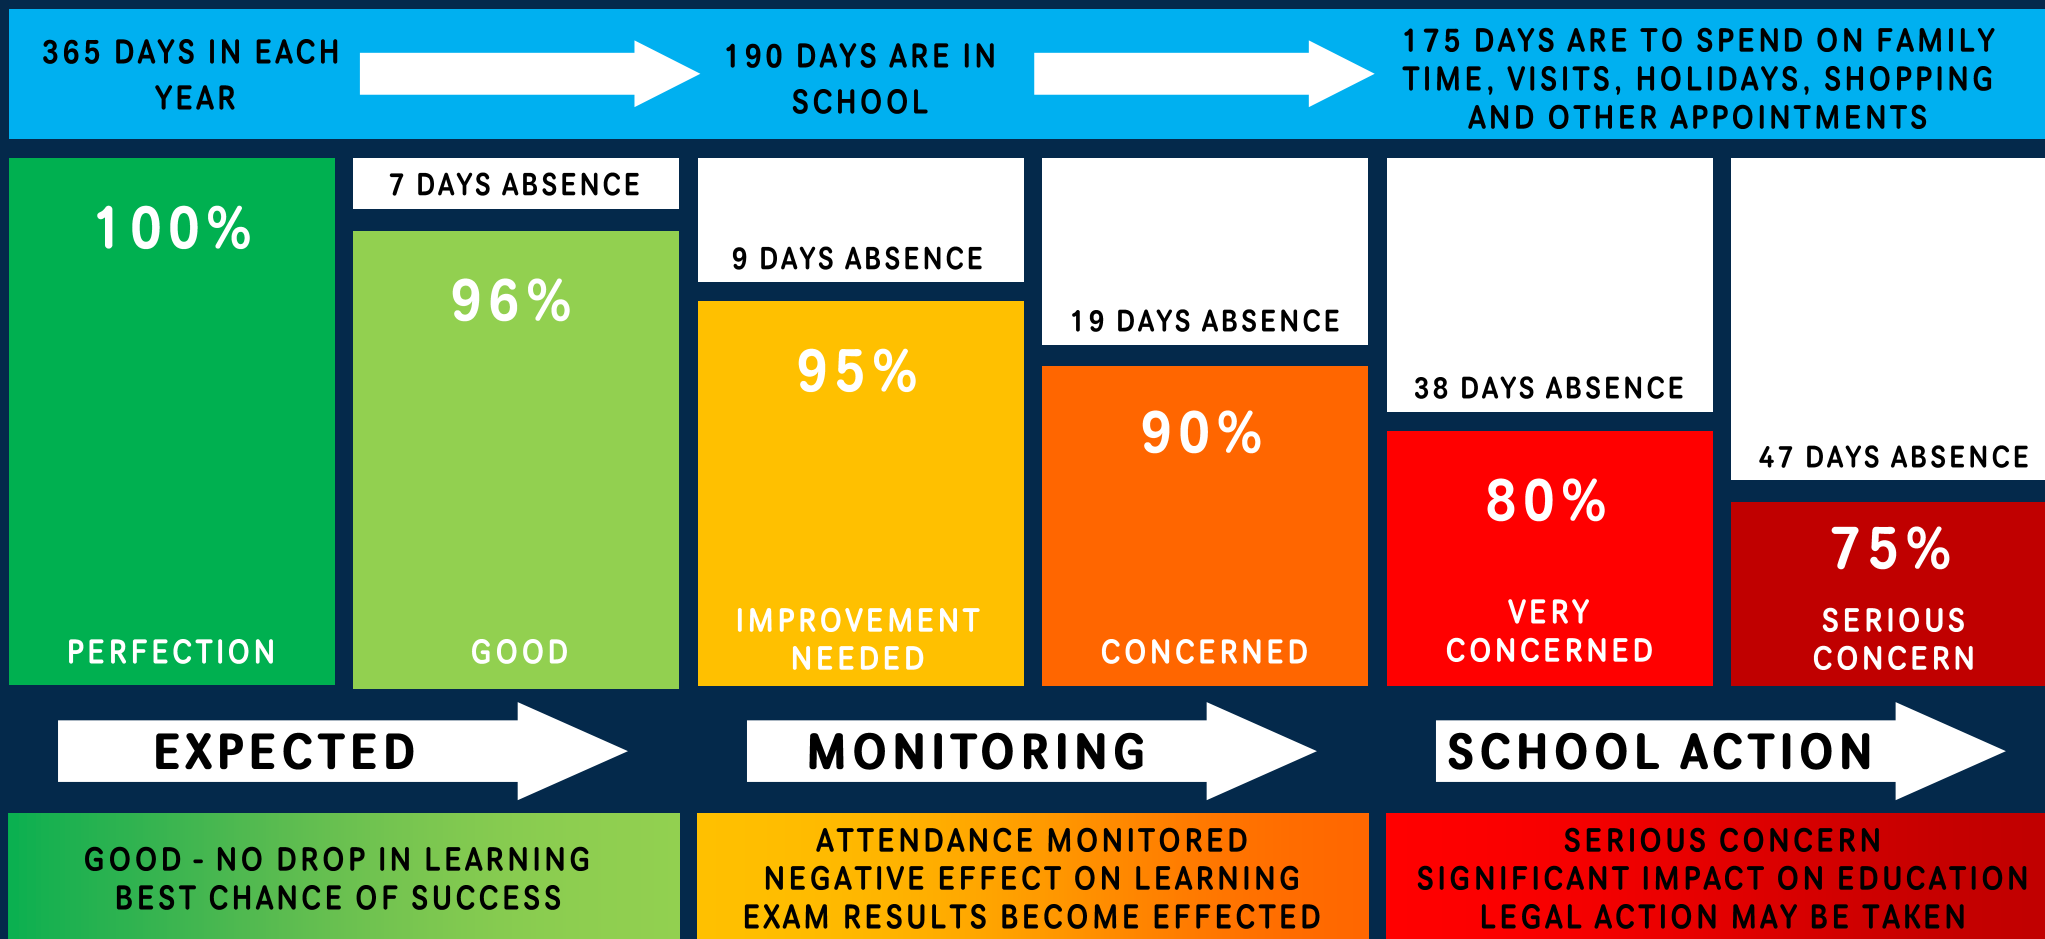 365 DAYS IN EACH
YEAR
190 DAYS ARE IN
SCHOOL
175 DAYS ARE TO SPEND ON FAMILY
TIME, VISITS, HOLIDAYS, SHOPPING
AND OTHER APPOINTMENTS
100%
PERFECTION
7 DAYS ABSENCE
96%
GOOD
9 DAYS ABSENCE
95%
IMPROVEMENT
NEEDED
19 DAYS ABSENCE
90%
CONCERNED
38 DAYS ABSENCE
80%
VERY
CONCERNED
47 DAYS ABSENCE
75%
SERIOUS
CONCERN
EXPECTED
MONITORING
SCHOOL ACTION
GOOD - NO DROP IN LEARNING
BEST CHANCE OF SUCCESS
ATTENDANCE MONITORED
NEGATIVE EFFECT ON LEARNING
EXAM RESULTS BECOME EFFECTED
SERIOUS CONCERN
SIGNIFICANT IMPACT ON EDUCATION
LEGAL ACTION MAY BE TAKEN